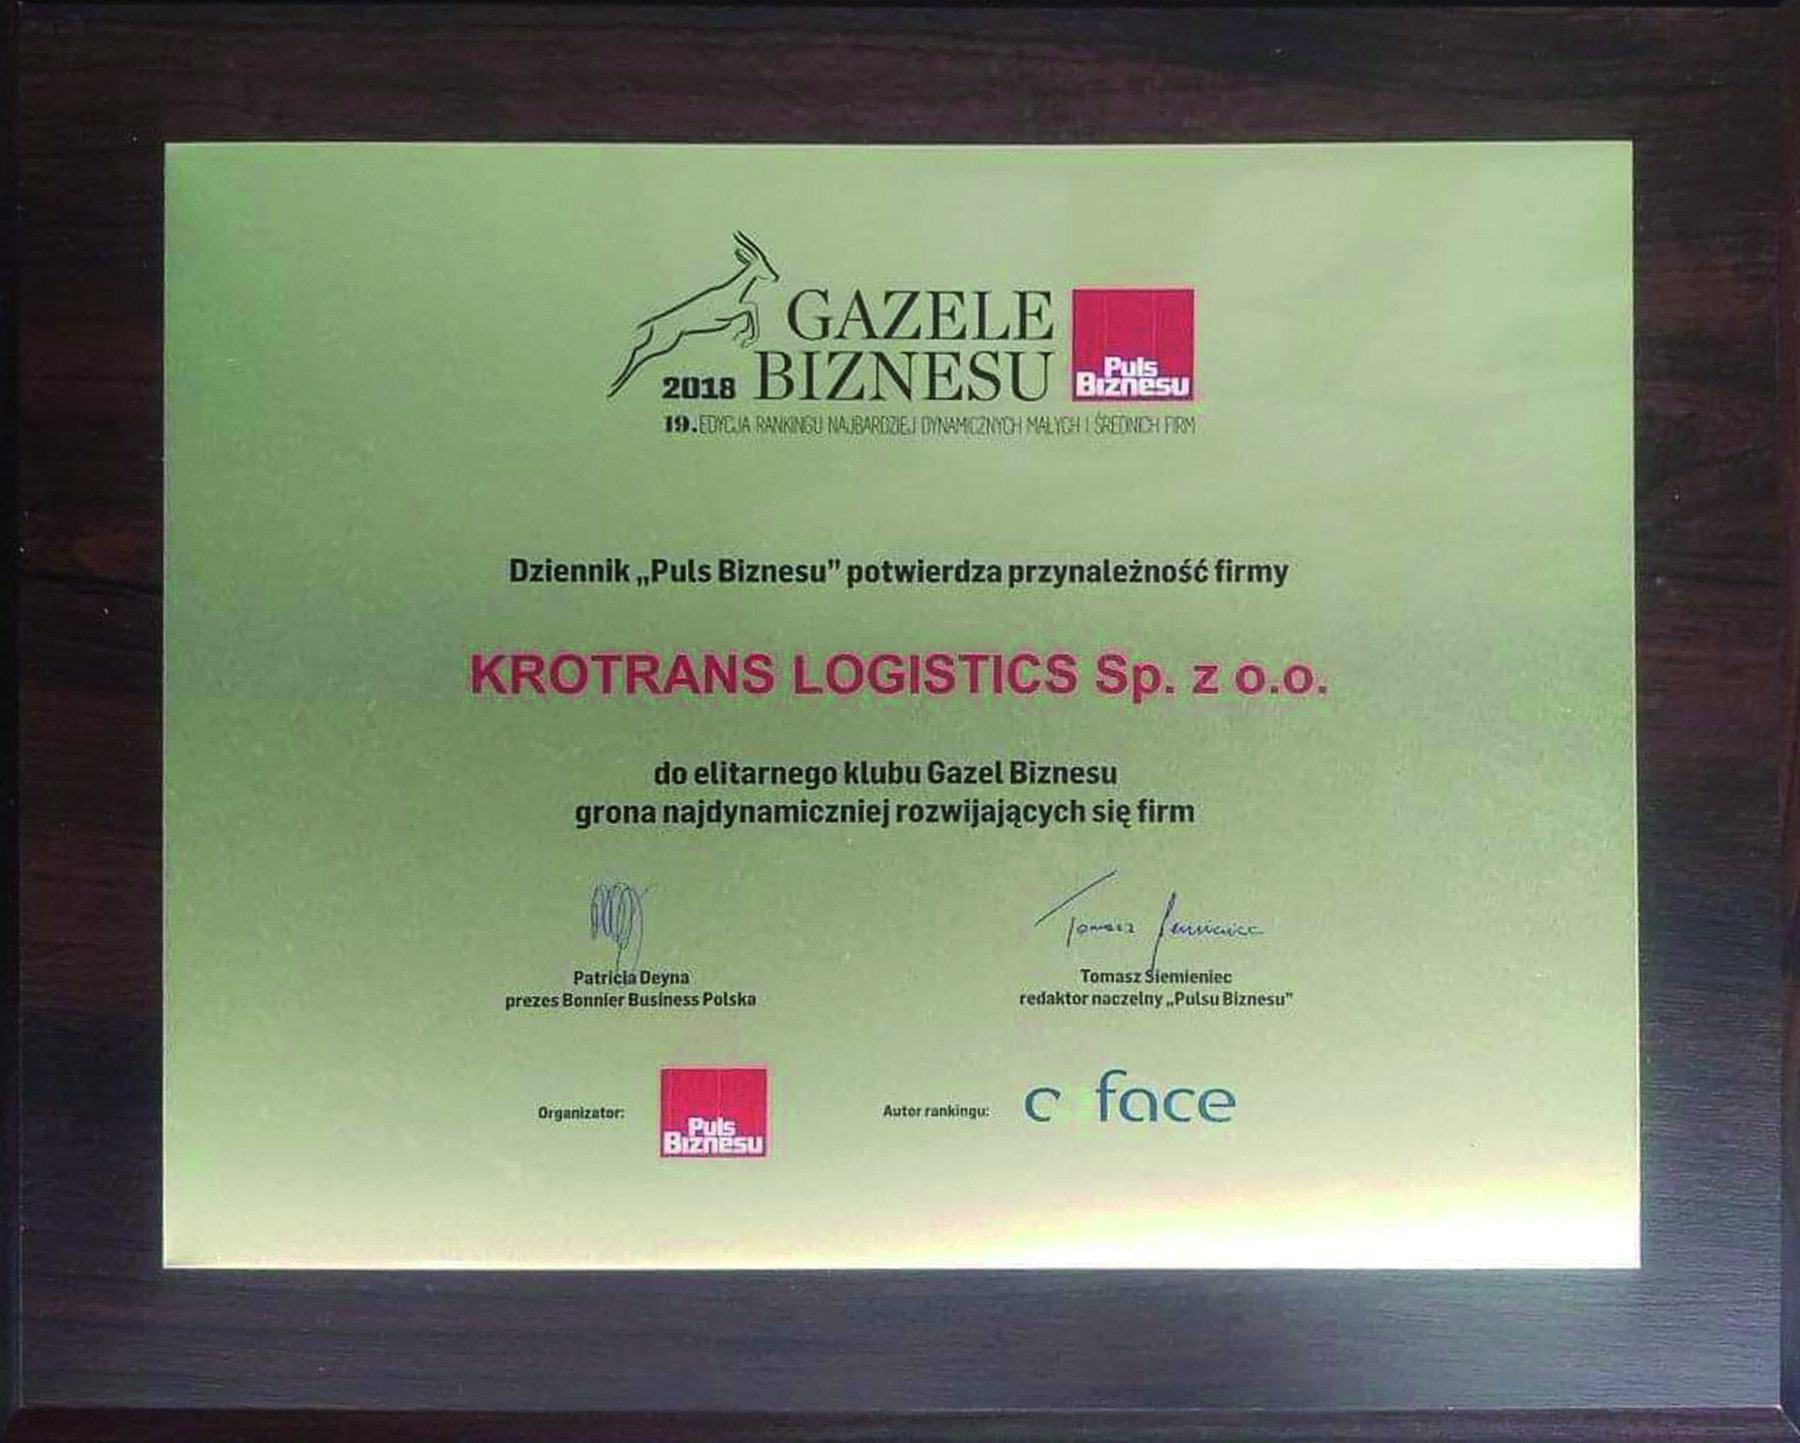 GAZELE
2018 BIZNESU
Puls
Biznesu
19. EDYCJA RANKINGU NAJBARDZIEJ DYNAMICZNYCH MAŁYCH I ŚREDNICH FIRM
Dziennik „Puls Biznesu” potwierdza przynależność firmy
KROTRANS LOGISTICS Sp. z o.o.
do elitarnego klubu Gazel Biznesu
grona najdynamiczniej rozwijających się firm
Tomasz Siemieniec
Patricia Deyna
prezes Bonnier Business Polska
Tomasz Siemieniec
redaktor naczelny „Pulsu Biznesu”
Organizator:
Puls
Biznesu
Autor rankingu:
c face